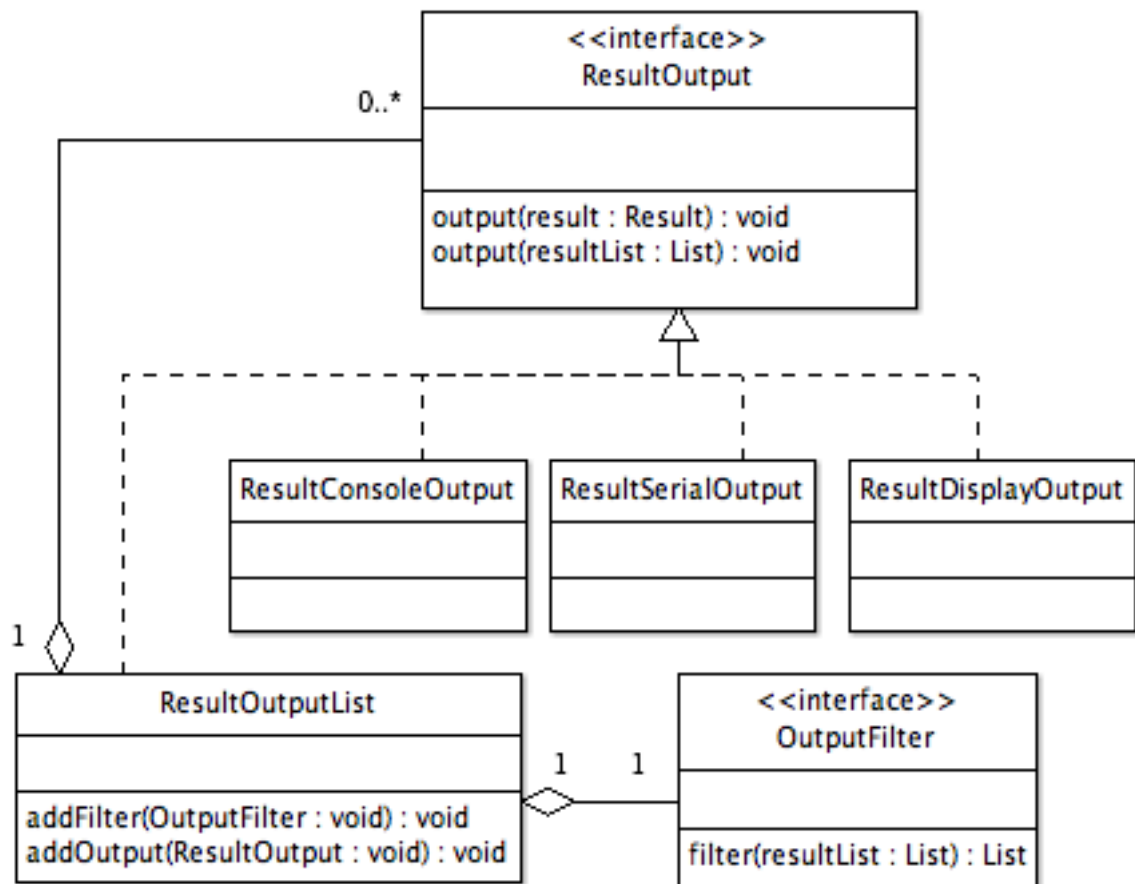 <<interface>>
ResultOutput
0..*
output(result : Result) : void
output(resultList : List) : void
ResultConsoleOutput
ResultSerialOutput
ResultDisplayOutput
1
ResultOutputList
addFilter(OutputFilter : void) : void
addOutput(ResultOutput : void) : void
1
1
<<interface>>
OutputFilter
filter(resultList : List) : List